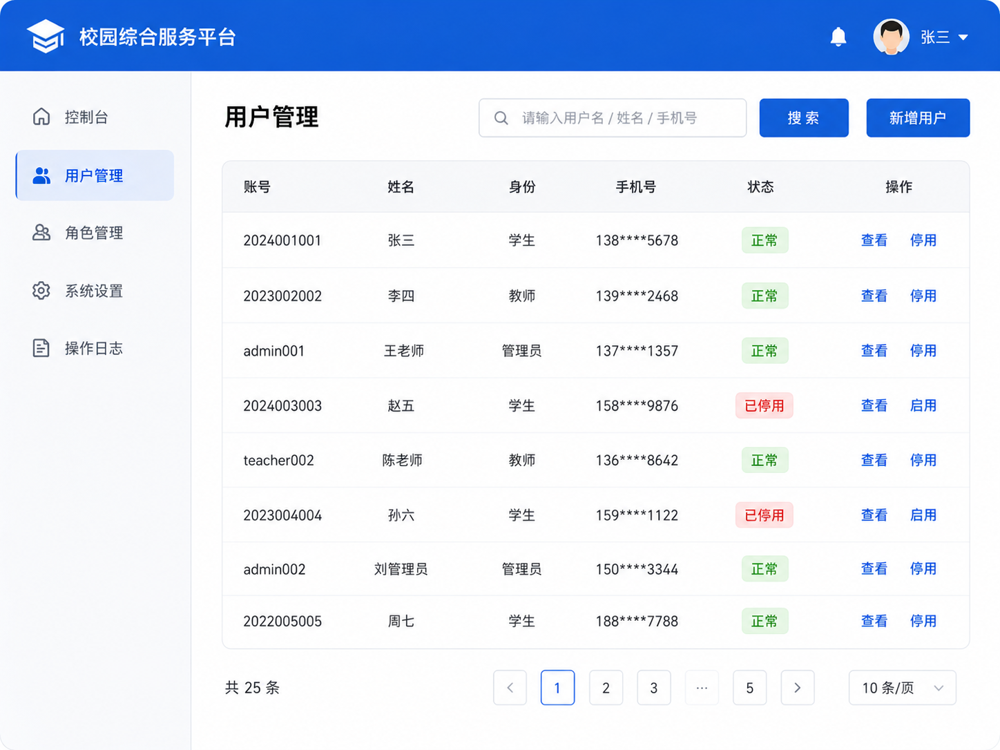 校园综合服务平台
张三
控制台
用户管理
角色管理
系统设置
操作日志
用户管理
请输入用户名 / 姓名 / 手机号
搜 索
新增用户
账号 姓名 身份 手机号 状态 操作
2024001001 张三 学生 138****5678 正常 查看 停用
2023002002 李四 教师 139****2468 正常 查看 停用
admin001 王老师 管理员 137****1357 正常 查看 停用
2024003003 赵五 学生 158****9876 已停用 查看 启用
teacher002 陈老师 教师 136****8642 正常 查看 停用
2023004004 孙六 学生 159****1122 已停用 查看 启用
admin002 刘管理员 管理员 150****3344 正常 查看 停用
2022005005 周七 学生 188****7788 正常 查看 停用
共 25 条
1 2 3 ... 5
10 条/页